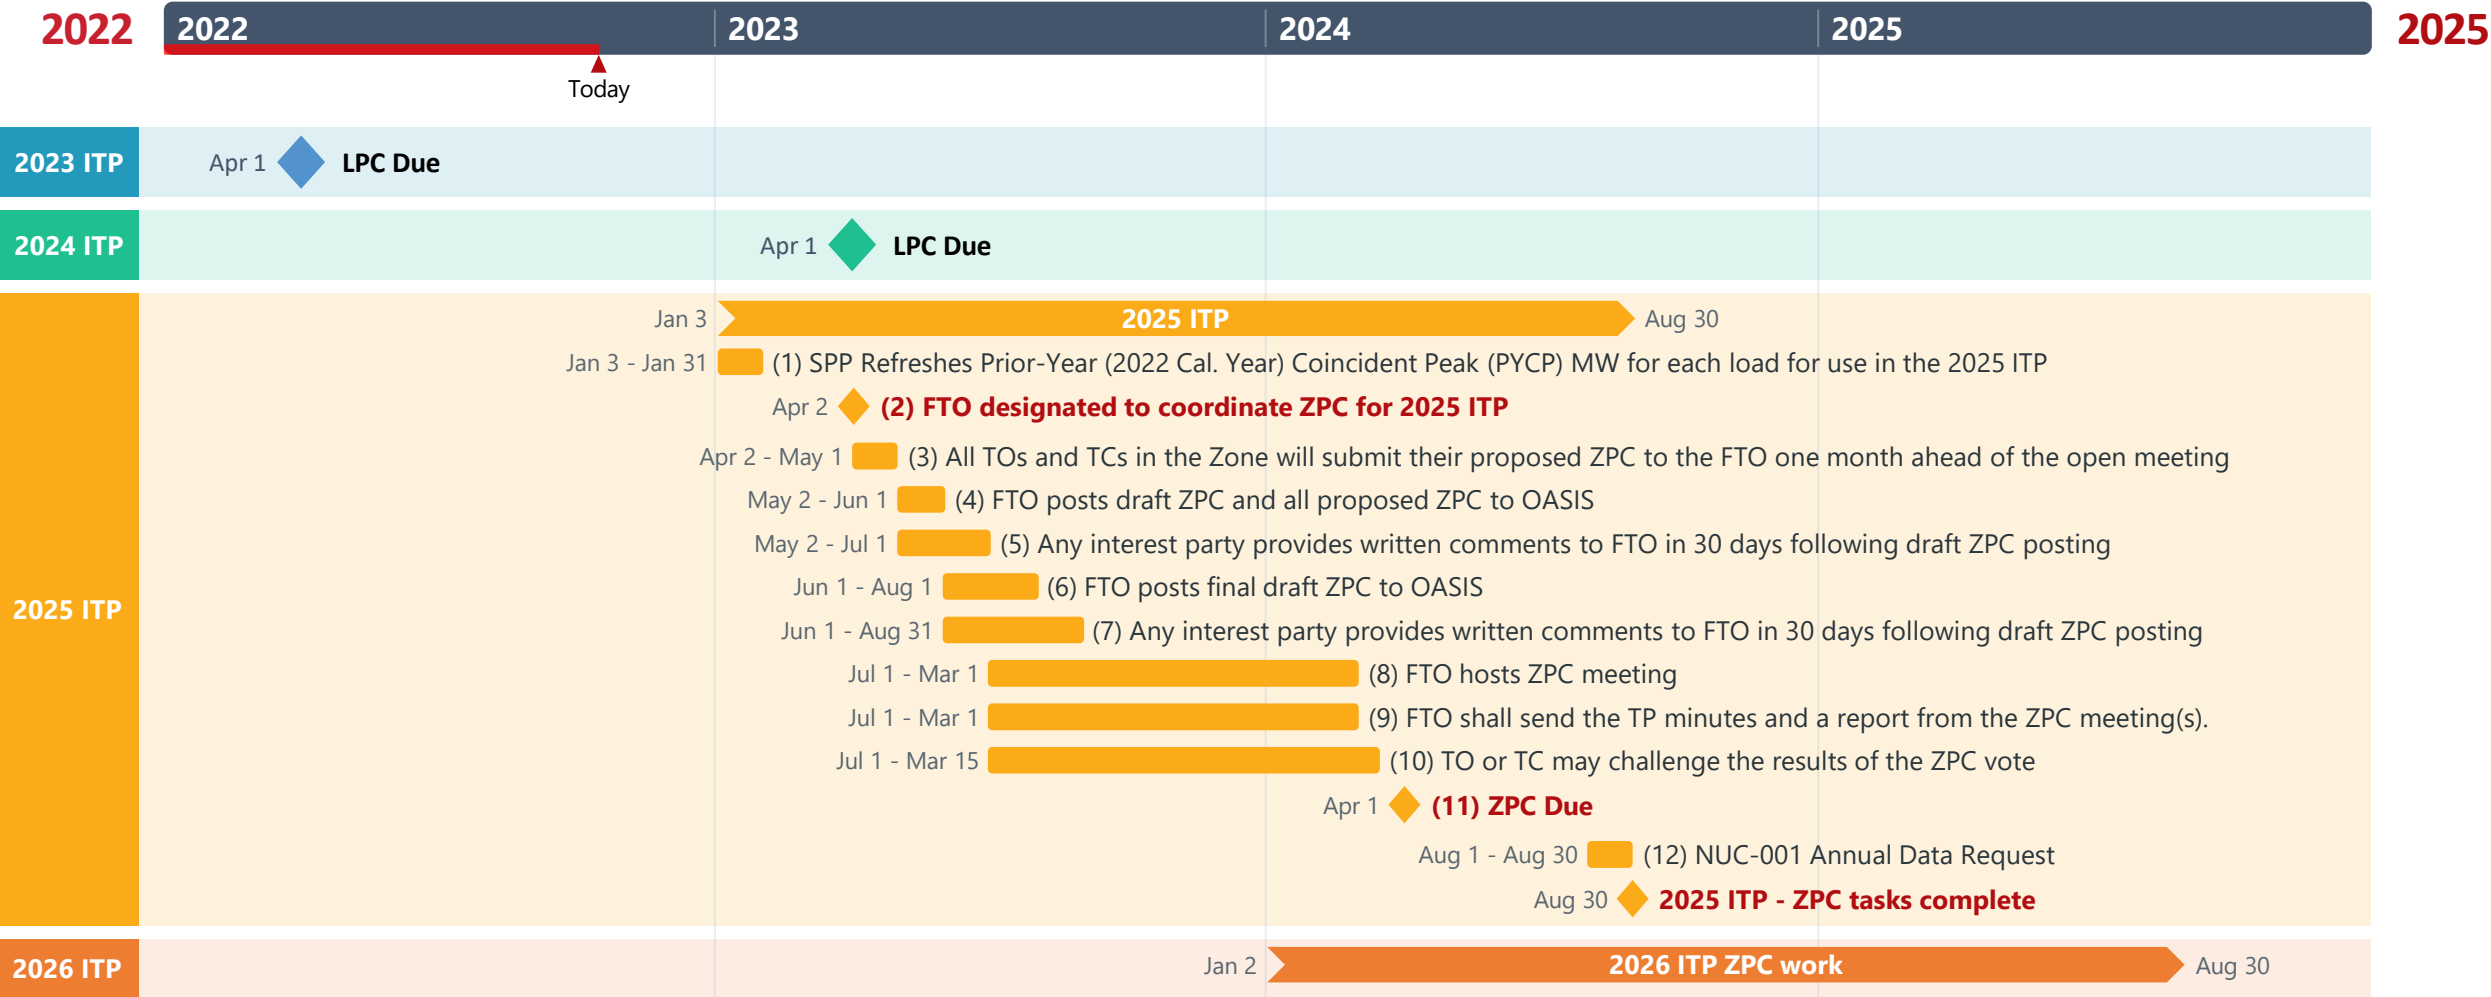 2022 2022 2023 2024 2025 2025
Today
2023 ITP Apr 1 LPC Due
2024 ITP Apr 1 LPC Due
Jan 3 2025 ITP Aug 30
Jan 3 - Jan 31 (1) SPP Refreshes Prior-Year (2022 Cal. Year) Coincident Peak (PYCP) MW for each load for use in the 2025 ITP
Apr 2 (2) FTO designated to coordinate ZPC for 2025 ITP
Apr 2 - May 1 (3) All TOs and TCs in the Zone will submit their proposed ZPC to the FTO one month ahead of the open meeting
May 2 - Jun 1 (4) FTO posts draft ZPC and all proposed ZPC to OASIS
May 2 - Jul 1 (5) Any interest party provides written comments to FTO in 30 days following draft ZPC posting
Jun 1 - Aug 1 (6) FTO posts final draft ZPC to OASIS
2025 ITP
Jun 1 - Aug 31 (7) Any interest party provides written comments to FTO in 30 days following draft ZPC posting
Jul 1 - Mar 1 (8) FTO hosts ZPC meeting
Jul 1 - Mar 1 (9) FTO shall send the TP minutes and a report from the ZPC meeting(s).
Jul 1 - Mar 15 (10) TO or TC may challenge the results of the ZPC vote
Apr 1 (11) ZPC Due
Aug 1 - Aug 30 (12) NUC-001 Annual Data Request
Aug 30 2025 ITP - ZPC tasks complete
2026 ITP Jan 2 2026 ITP ZPC work Aug 30